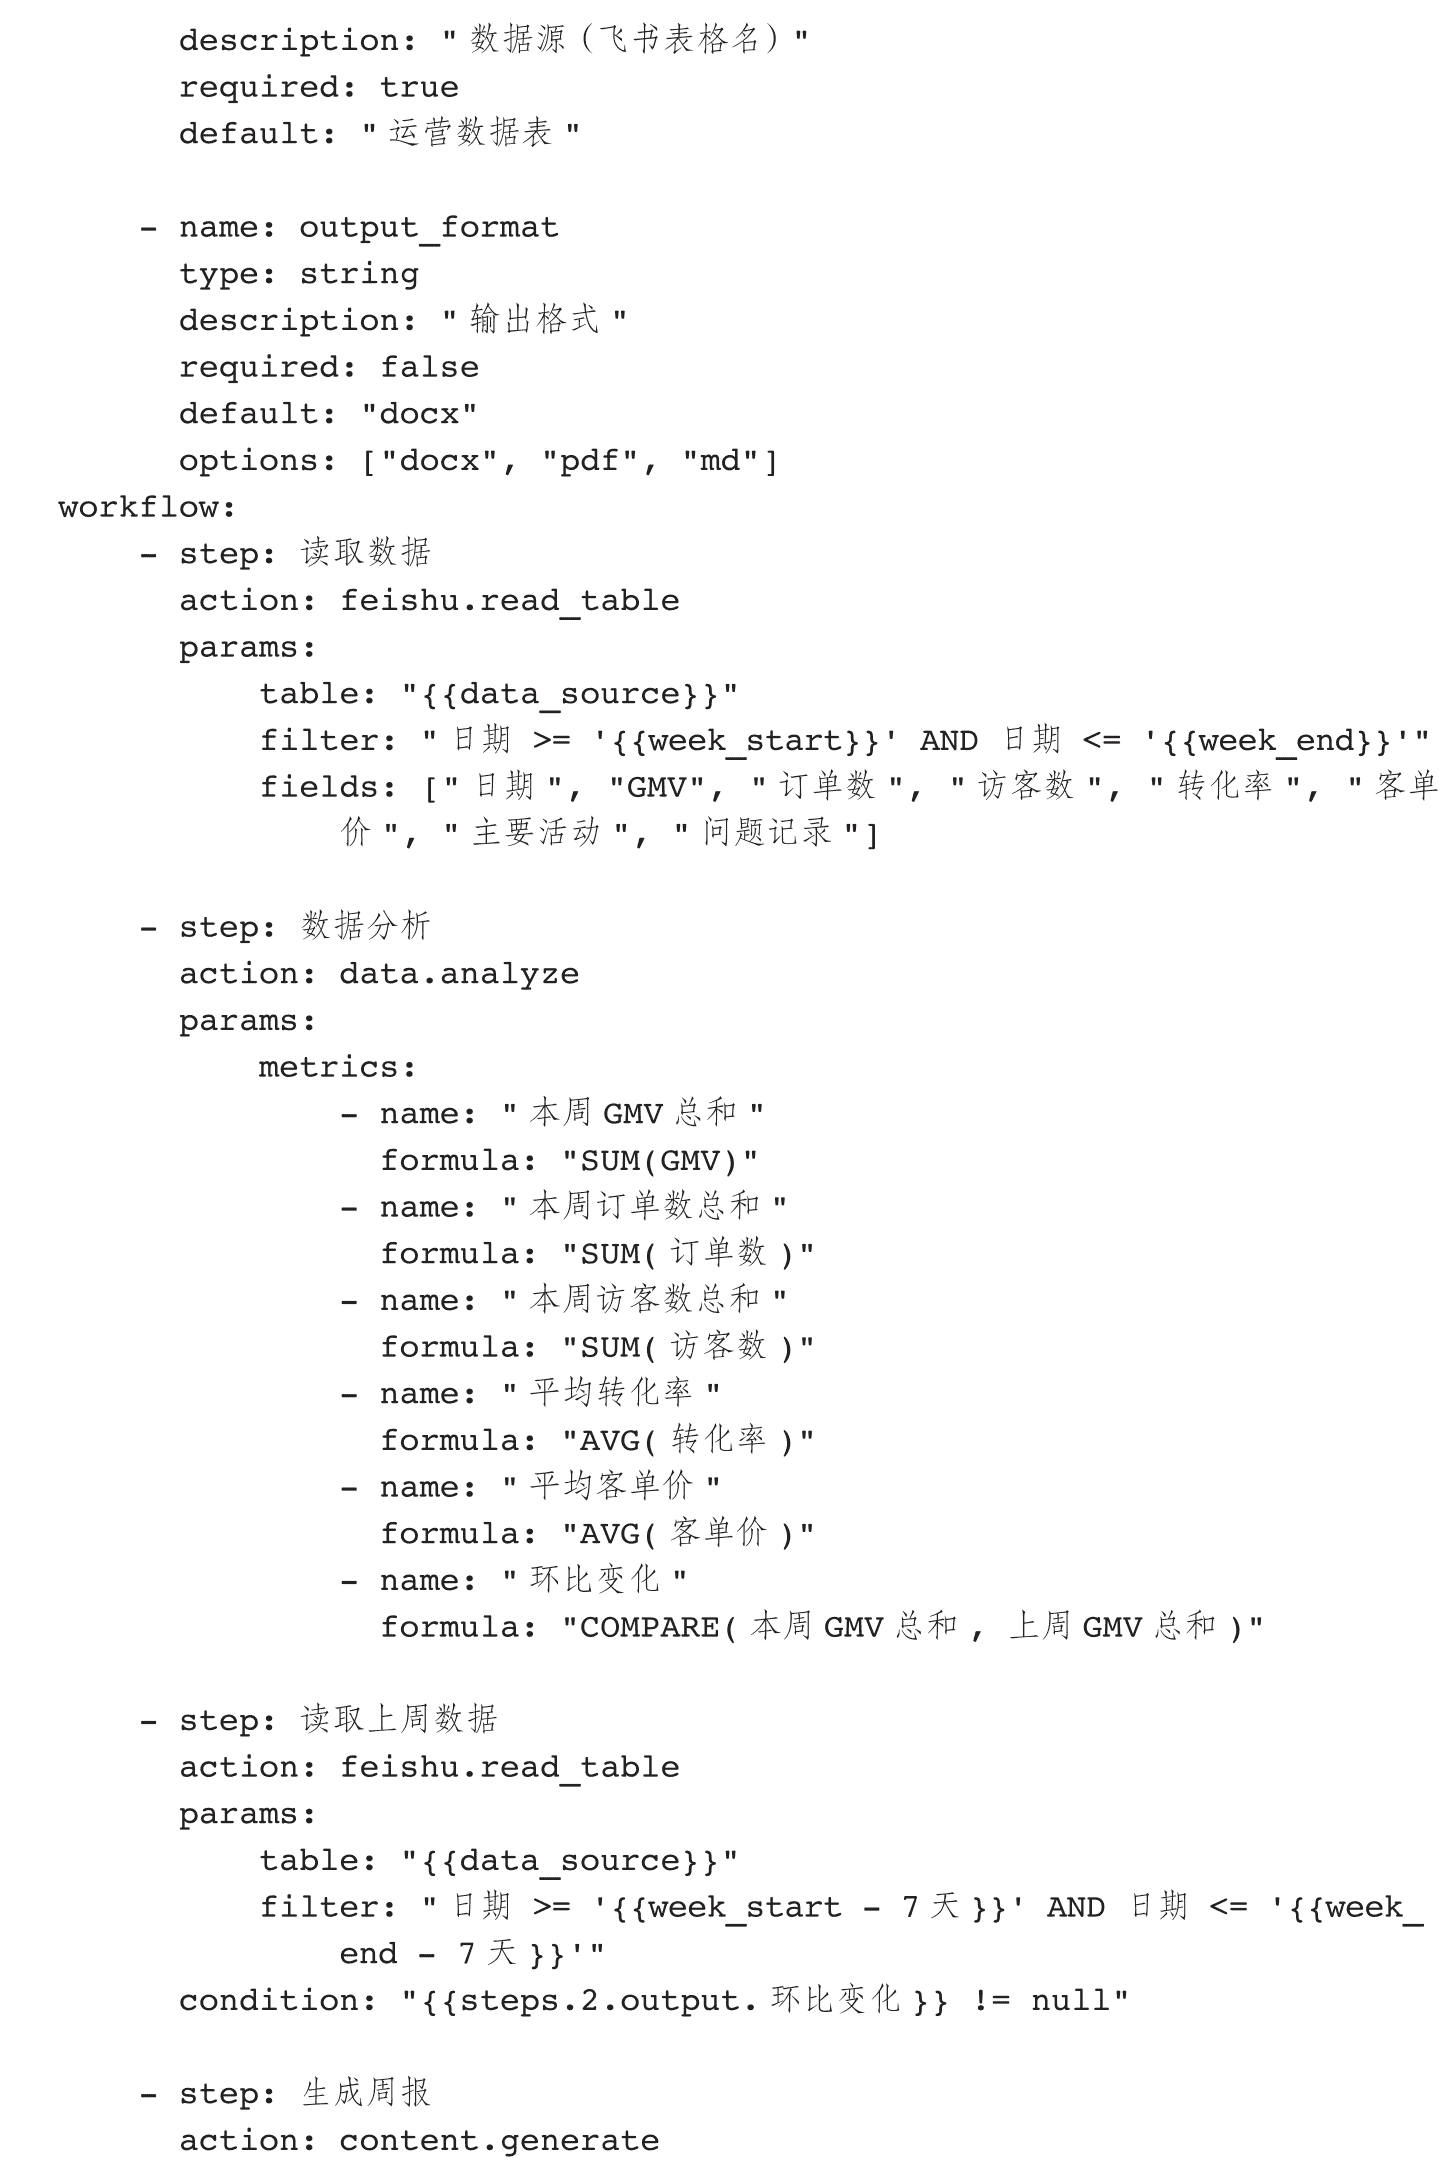 description: "数据源（飞书表格名）"
required: true
default: "运营数据表"
- name: output_format
type: string
description: "输出格式"
required: false
default: "docx"
options: ["docx", "pdf", "md"]
workflow:
- step: 读取数据
action: feishu.read_table
params:
table: "{{data_source}}"
filter: "日期 >= '{{week_start}}' AND 日期 <= '{{week_end}}'"
fields: ["日期", "GMV", "订单数", "访客数", "转化率", "客单
价", "主要活动", "问题记录"]
- step: 数据分析
action: data.analyze
params:
metrics:
- name: "本周GMV总和"
formula: "SUM(GMV)"
- name: "本周订单数总和"
formula: "SUM(订单数)"
- name: "本周访客数总和"
formula: "SUM(访客数)"
- name: "平均转化率"
formula: "AVG(转化率)"
- name: "平均客单价"
formula: "AVG(客单价)"
- name: "环比变化"
formula: "COMPARE(本周GMV总和, 上周GMV总和)"
- step: 读取上周数据
action: feishu.read_table
params:
table: "{{data_source}}"
filter: "日期 >= '{{week_start - 7天}}' AND 日期 <= '{{week_
end - 7天}}'"
condition: "{{steps.2.output.环比变化}} != null"
- step: 生成周报
action: content.generate